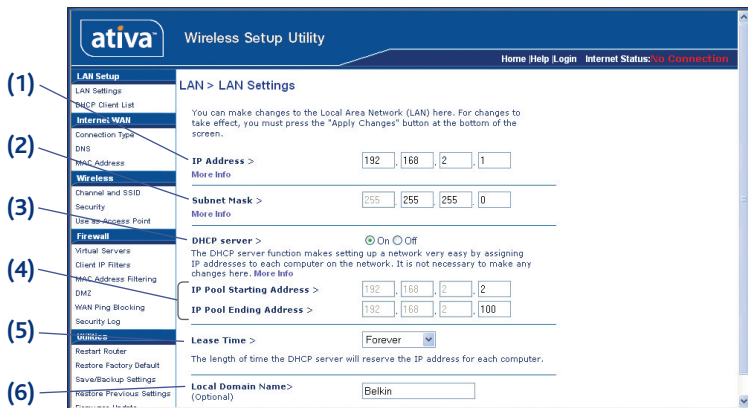 ativa
Wireless Setup Utility
Home |Help |Login Internet Status:No Connection
LAN Setup
LAN Settings
DHCP Client List
Internet WAN
Connection Type
DNS
MAC Address
Wireless
Channel and SSID
Security
Use as Access Point
Firewall
Virtual Servers
Client IP Filters
MAC Address Filtering
DMZ
WAN Ping Blocking
Security Log
Utilities
Restart Router
Restore Factory Default
Save/Backup Settings
Restore Previous Settings
Firmware Update
(1)
(2)
(3)
(4)
(5)
(6)
LAN > LAN Settings
You can make changes to the Local Area Network (LAN) here. For changes to
take effect, you must press the "Apply Changes" button at the bottom of the
screen.
IP Address > 192 . 168 . 2 . 1
More Info
Subnet Mask > 255 . 255 . 255 . 0
More Info
DHCP server > On Off
The DHCP server function makes setting up a network very easy by assigning
IP addresses to each computer on the network. It is not necessary to make any
changes here. More Info
IP Pool Starting Address > 192 . 168 . 2 . 2
IP Pool Ending Address > 192 . 168 . 2 . 100
Lease Time > Forever
The length of time the DHCP server will reserve the IP address for each computer.
Local Domain Name> Belkin
(Optional)